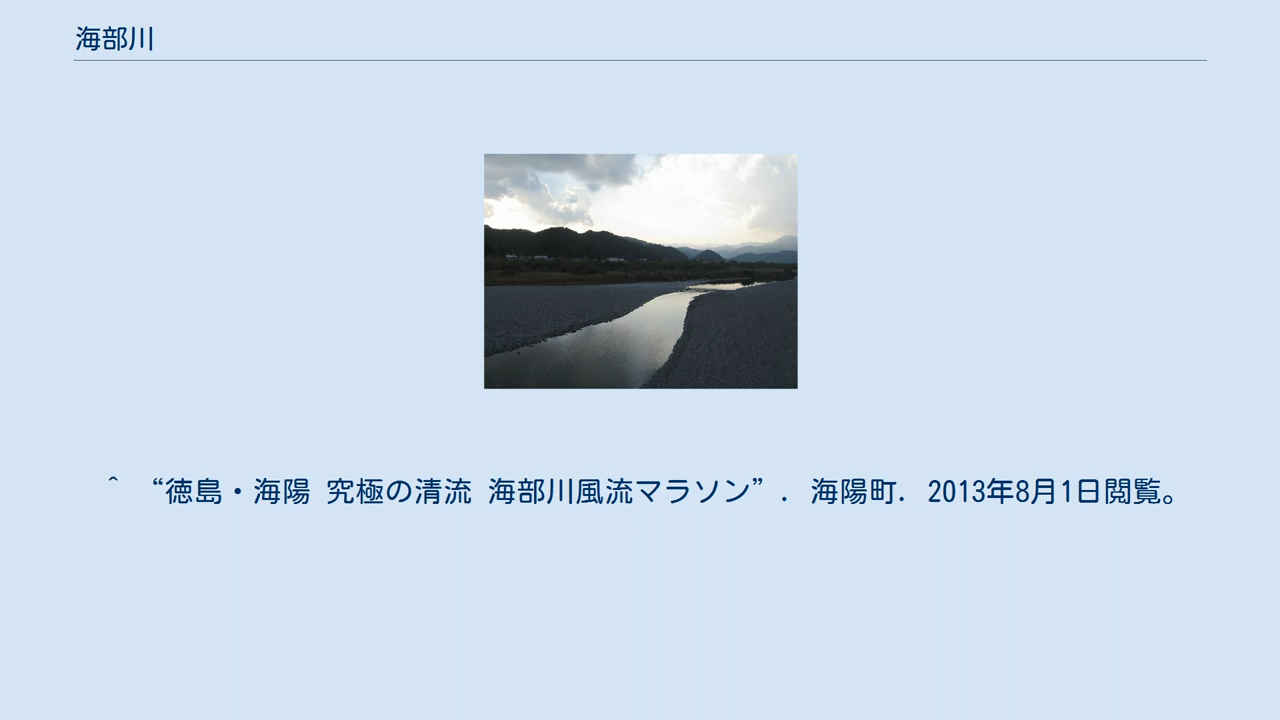 海部川
^ “徳島・海陽 究極の清流 海部川風流マラソン”. 海陽町. 2013年8月1日閲覧。